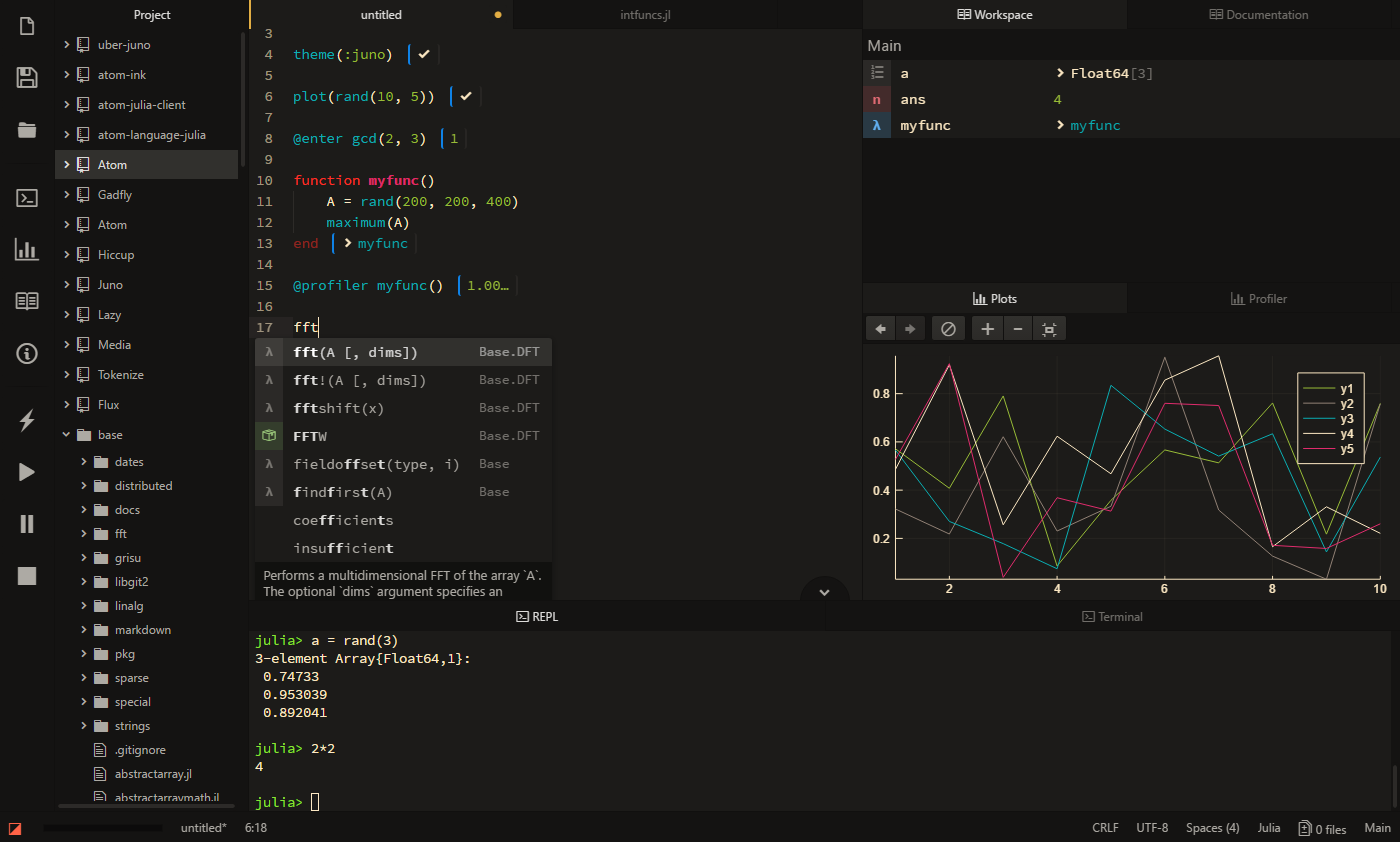 Project
uber-juno
atom-ink
atom-julia-client
atom-language-julia
Atom
Gadfly
Atom
Hiccup
Juno
Lazy
Media
Tokenize
Flux
base
dates
distributed
docs
fft
grisu
libgit2
linalg
markdown
pkg
sparse
special
strings
.gitignore
abstractarray.jl
abstractarraymath.jl
untitled
intfuncs.jl
3
4 theme(:juno) ✔
5
6 plot(rand(10, 5)) ✔
7
8 @enter gcd(2, 3) 1
9
10 function myfunc()
11 A = rand(200, 200, 400)
12 maximum(A)
13 end > myfunc
14
15 @profiler myfunc() 1.00…
16
17 fft
λ fft(A [, dims]) Base.DFT
λ fft!(A [, dims]) Base.DFT
λ fftshift(x) Base.DFT
FFTW Base.DFT
λ fieldoffset(type, i) Base
λ findfirst(A) Base
coefficients
insufficient
Performs a multidimensional FFT of the array `A`.
The optional `dims` argument specifies an
Workspace
Documentation
Main
a > Float64[3]
n ans 4
λ myfunc > myfunc
Plots
Profiler
0.8
0.6
0.4
0.2
2 4 6 8 10
y1
y2
y3
y4
y5
REPL
Terminal
julia> a = rand(3)
3-element Array{Float64,1}:
0.74733
0.953039
0.892041
julia> 2*2
4
julia>
untitled* 6:18
CRLF UTF-8 Spaces (4) Julia 0 files Main